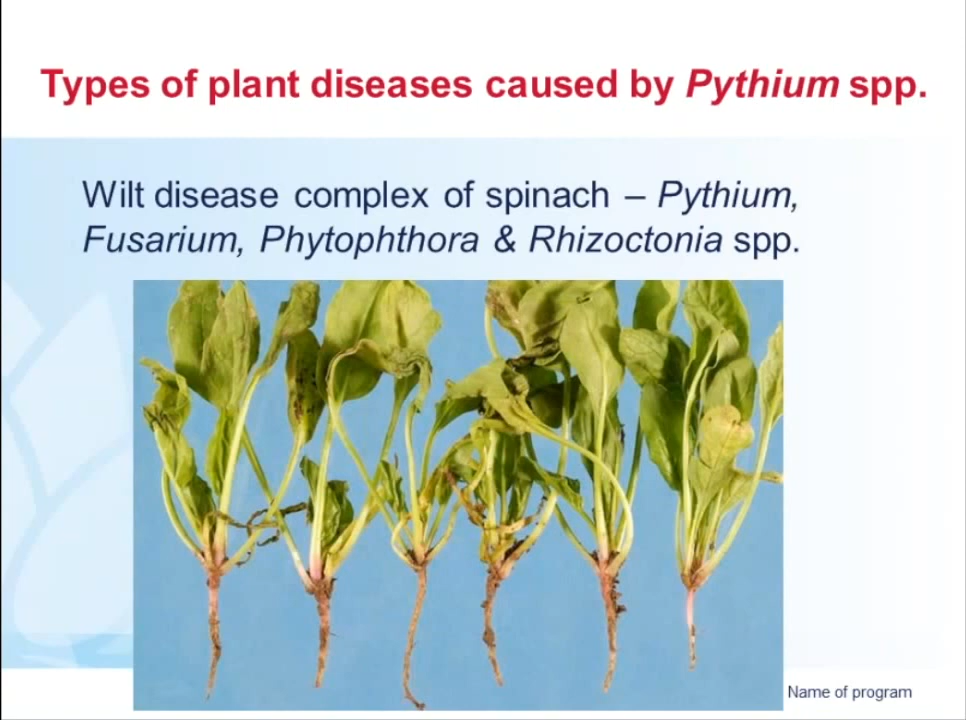 Types of plant diseases caused by Pythium spp.
Wilt disease complex of spinach – Pythium,
Fusarium, Phytophthora & Rhizoctonia spp.
Name of program